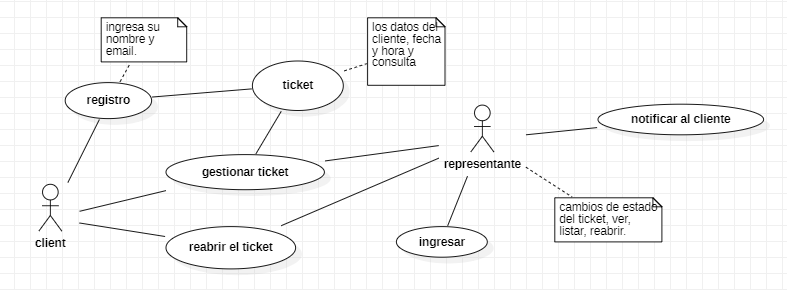 ingresa su
nombre y
email.
los datos del
cliente, fecha
y hora y
consulta
registro
ticket
notificar al cliente
gestionar ticket
representante
client
reabrir el ticket
ingresar
cambios de estado
del ticket, ver,
listar, reabrir.